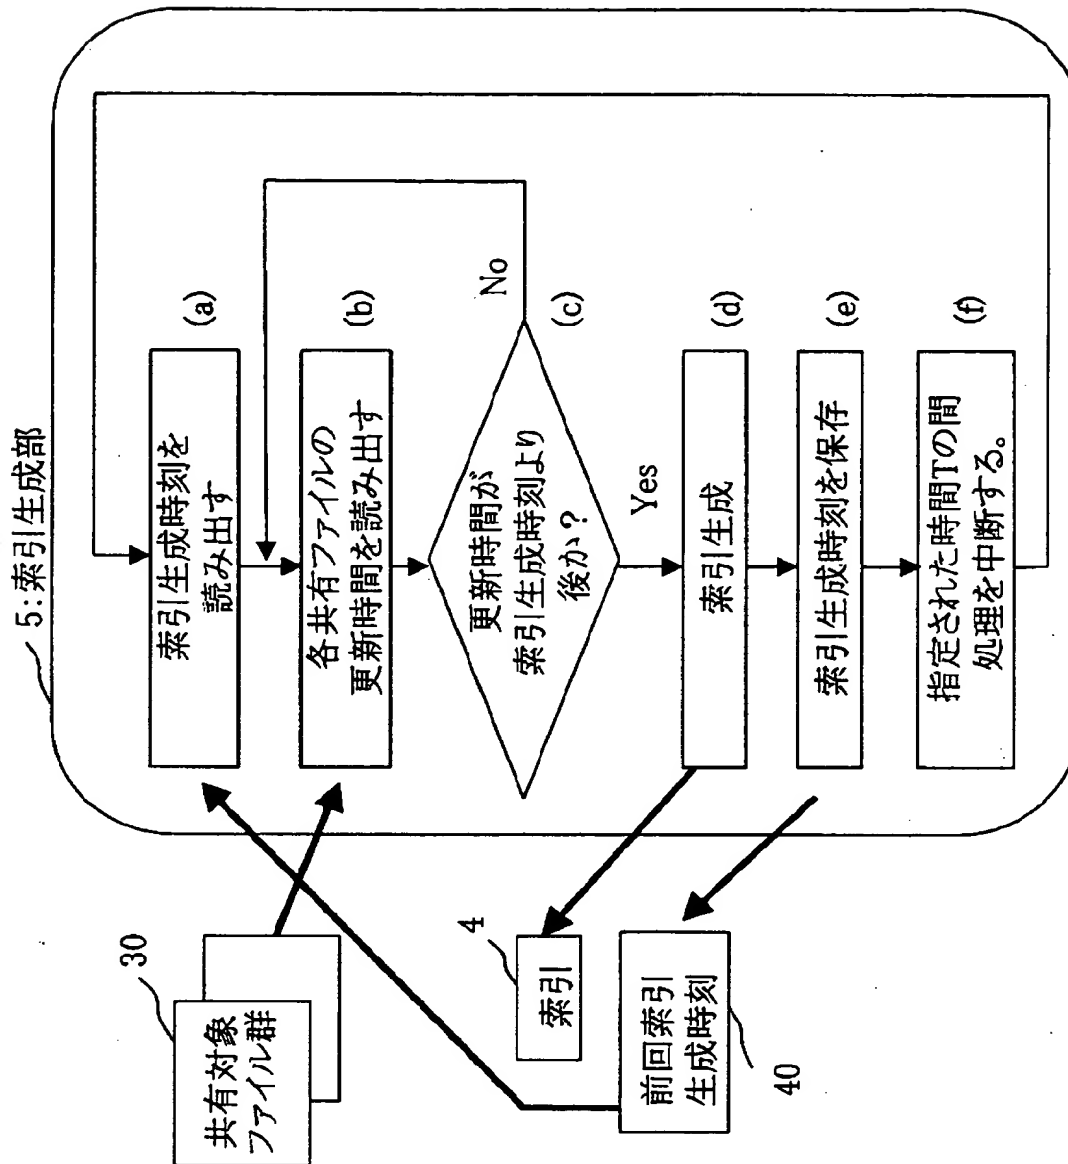 5:索引生成部
索引生成時刻を
読み出す
(a)
各共有ファイルの
更新時間を読み出す
(b)
更新時間が
索引生成時刻より
後か?
(c)
No
Yes
索引生成
(d)
索引生成時刻を保存
(e)
指定された時間Tの間
処理を中断する。
(f)
30
共有対象
ファイル群
4
索引
前回索引
生成時刻
40